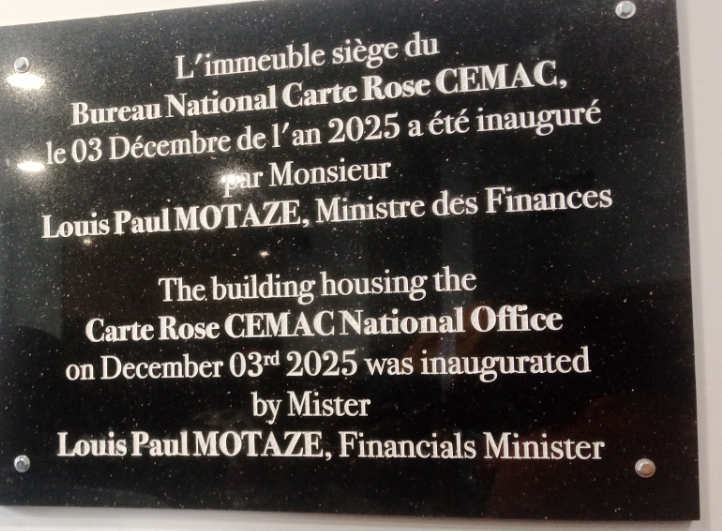 L'immeuble siège du
Bureau National Carte Rose CEMAC,
le 03 Décembre de l'an 2025 a été inauguré
par Monsieur
Louis Paul MOTAZE, Ministre des Finances
The building housing the
Carte Rose CEMAC National Office
on December 03rd 2025 was inaugurated
by Mister
Louis Paul MOTAZE, Financials Minister